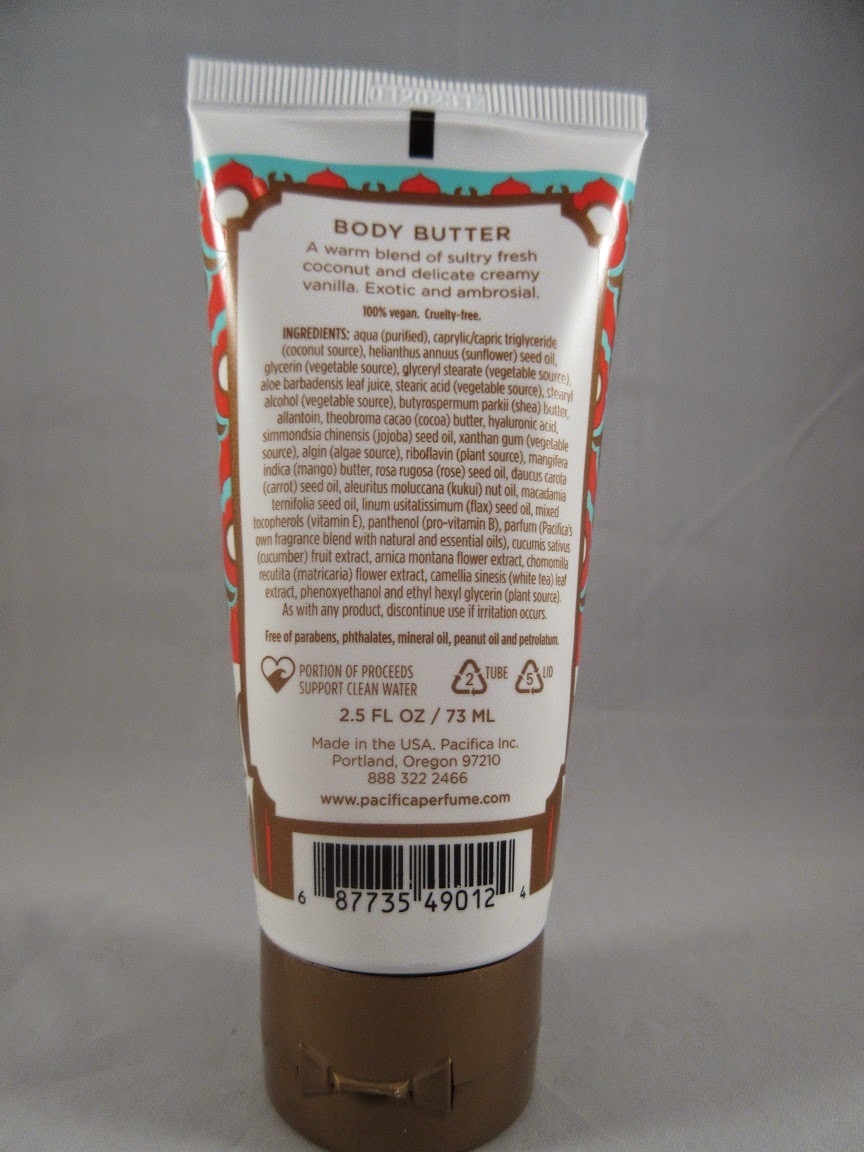 BODY BUTTER
A warm blend of sultry fresh
coconut and delicate creamy
vanilla. Exotic and ambrosial.
100% vegan. Cruelty-free.
INGREDIENTS: aqua (purified), caprylic/capric triglyceride
(coconut source), helianthus annuus (sunflower) seed oil,
glycerin (vegetable source), glyceryl stearate (vegetable source),
aloe barbadensis leaf juice, stearic acid (vegetable source), stearyl
alcohol (vegetable source), butyrospermum parkii (shea) butter,
allantoin, theobroma cacao (cocoa) butter, hyaluronic acid,
simmondsia chinensis (jojoba) seed oil, xanthan gum (vegetable
source), algin (algae source), riboflavin (plant source), mangifera
indica (mango) butter, rosa rugosa (rose) seed oil, daucus carota
(carrot) seed oil, aleuritus moluccana (kukui) nut oil, macadamia
ternifolia seed oil, linum usitatissimum (flax) seed oil, mixed
tocopherols (vitamin E), panthenol (pro-vitamin B), parfum (Pacifica's
own fragrance blend with natural and essential oils), cucumis sativus
(cucumber) fruit extract, arnica montana flower extract, chomomilla
recutita (matricaria) flower extract, camellia sinesis (white tea) leaf
extract, phenoxyethanol and ethyl hexyl glycerin (plant source).
As with any product, discontinue use if irritation occurs.
Free of parabens, phthalates, mineral oil, peanut oil and petrolatum.
PORTION OF PROCEEDS
SUPPORT CLEAN WATER
2 TUBE 5 LID
2.5 FL OZ / 73 ML
Made in the USA. Pacifica Inc.
Portland, Oregon 97210
888 322 2466
www.pacificaperfume.com
6 87735 49012 4